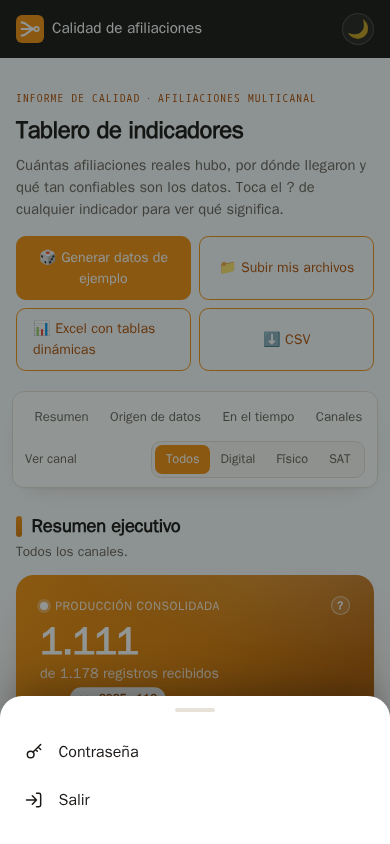 Calidad de afiliaciones
INFORME DE CALIDAD · AFILIACIONES MULTICANAL
Tablero de indicadores
Cuántas afiliaciones reales hubo, por dónde llegaron y
qué tan confiables son los datos. Toca el ? de
cualquier indicador para ver qué significa.
Generar datos de
ejemplo
Subir mis archivos
Excel con tablas
dinámicas
CSV
Resumen Origen de datos En el tiempo Canales
Ver canal Todos Digital Físico SAT
Resumen ejecutivo
Todos los canales.
PRODUCCIÓN CONSOLIDADA ?
1.111
de 1.178 registros recibidos
Contraseña
Salir